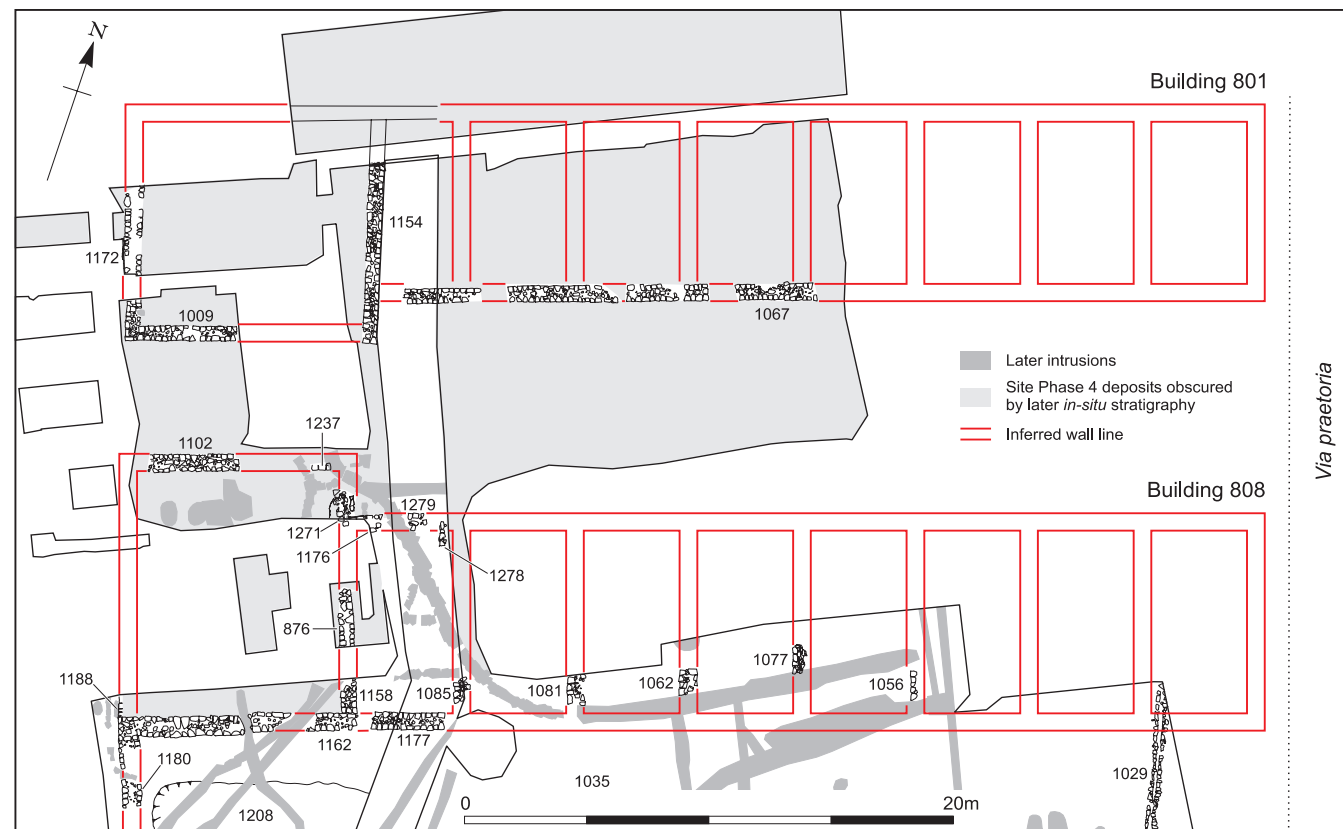 N
Building 801
1154
1172
1009
1067
Later intrusions
Site Phase 4 deposits obscured
by later in-situ stratigraphy
Inferred wall line
Via praetoria
1237
1102
Building 808
1279
1271
1176
1278
876
1188
1158
1085
1081
1062
1077
1056
1162
1177
1180
1208
1035
1029
0
20m